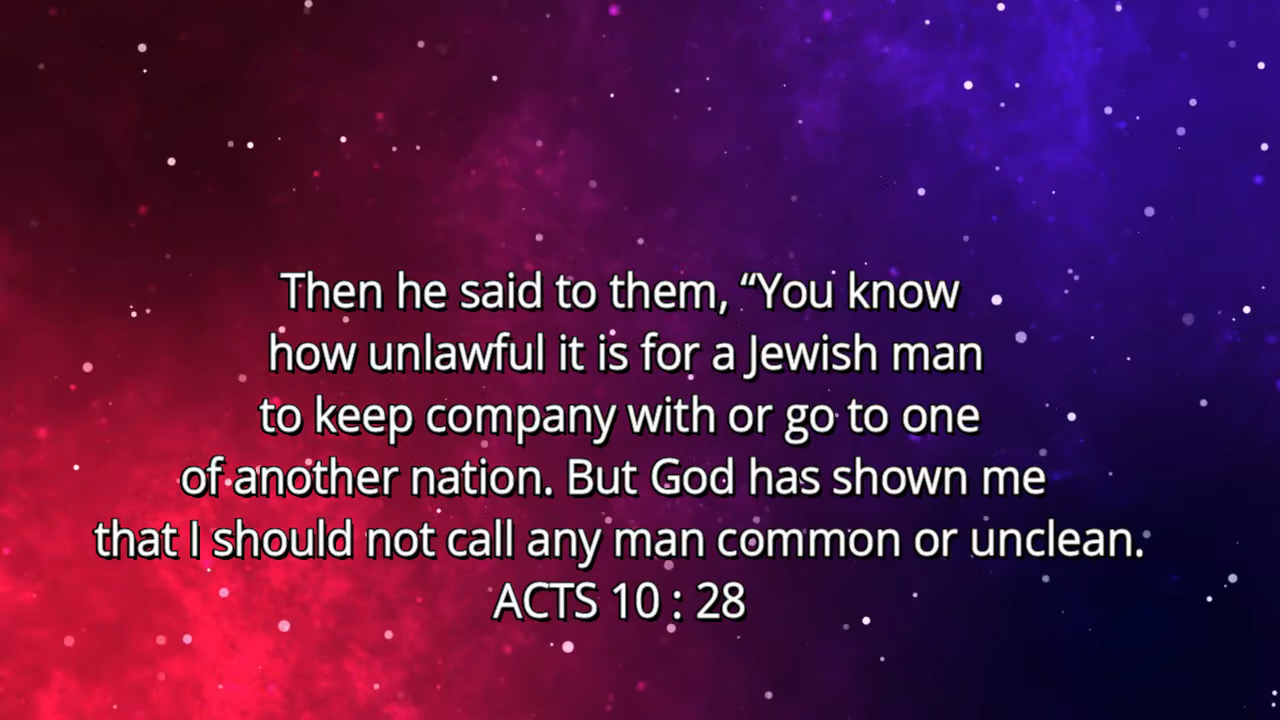 Then he said to them, “You know
how unlawful it is for a Jewish man
to keep company with or go to one
of another nation. But God has shown me
that I should not call any man common or unclean.
ACTS 10 : 28